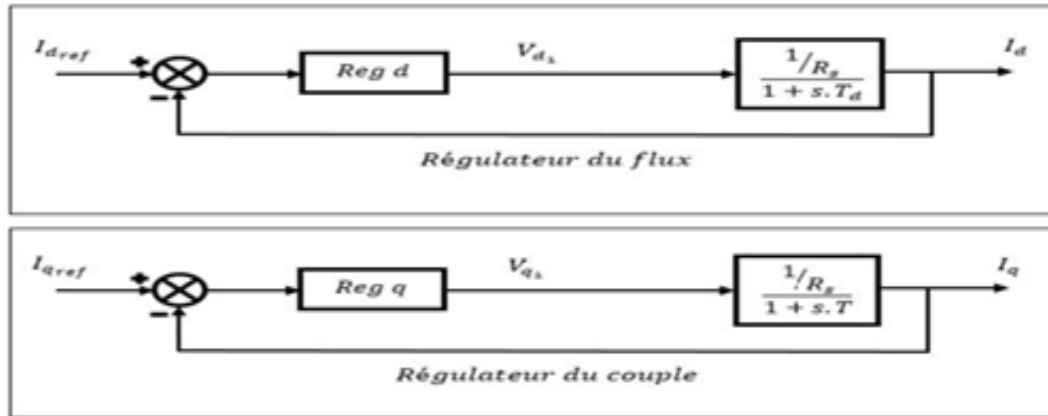 I_dref
+
−
Reg d
V_d1
1/R_s
1 + s.T_d
I_d
Régulateur du flux
I_qref
+
−
Reg q
V_q1
1/R_s
1 + s.T
I_q
Régulateur du couple